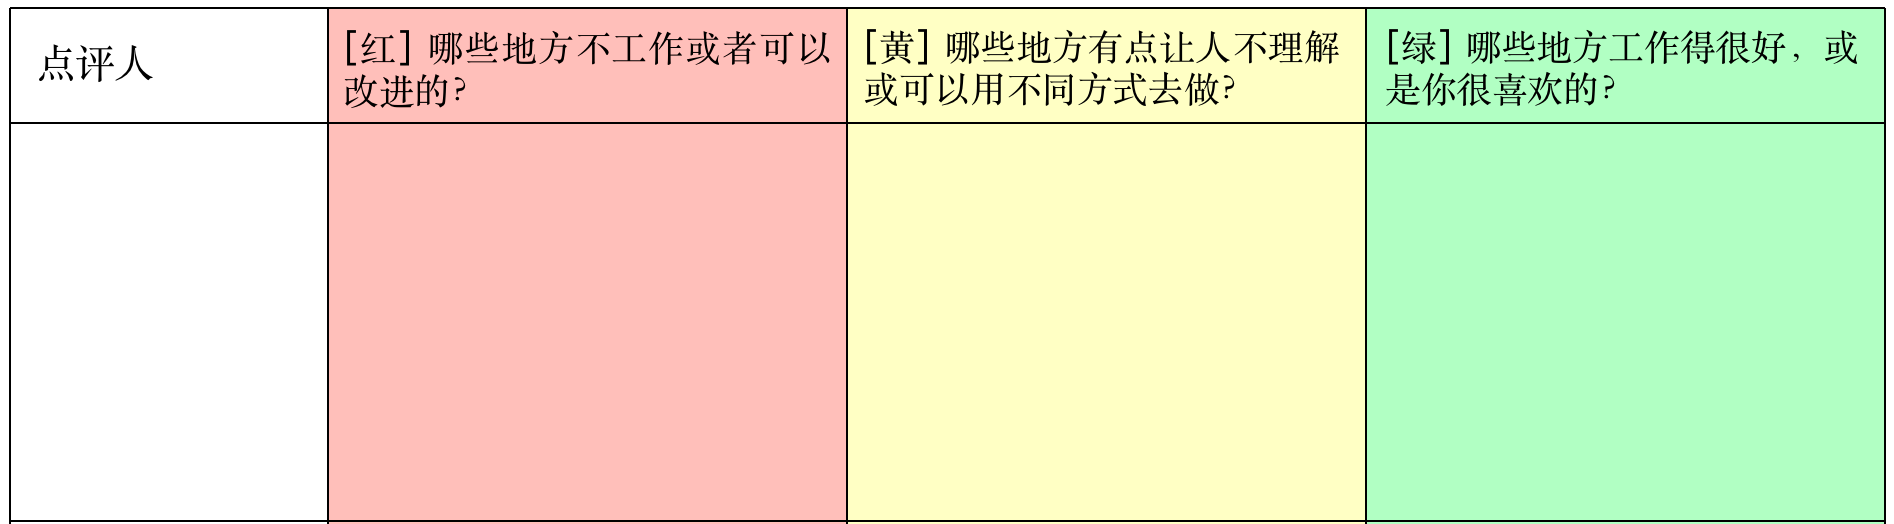 点评人
[红] 哪些地方不工作或者可以
改进的?
[黄] 哪些地方有点让人不理解
或可以用不同方式去做?
[绿] 哪些地方工作得很好，或
是你很喜欢的?